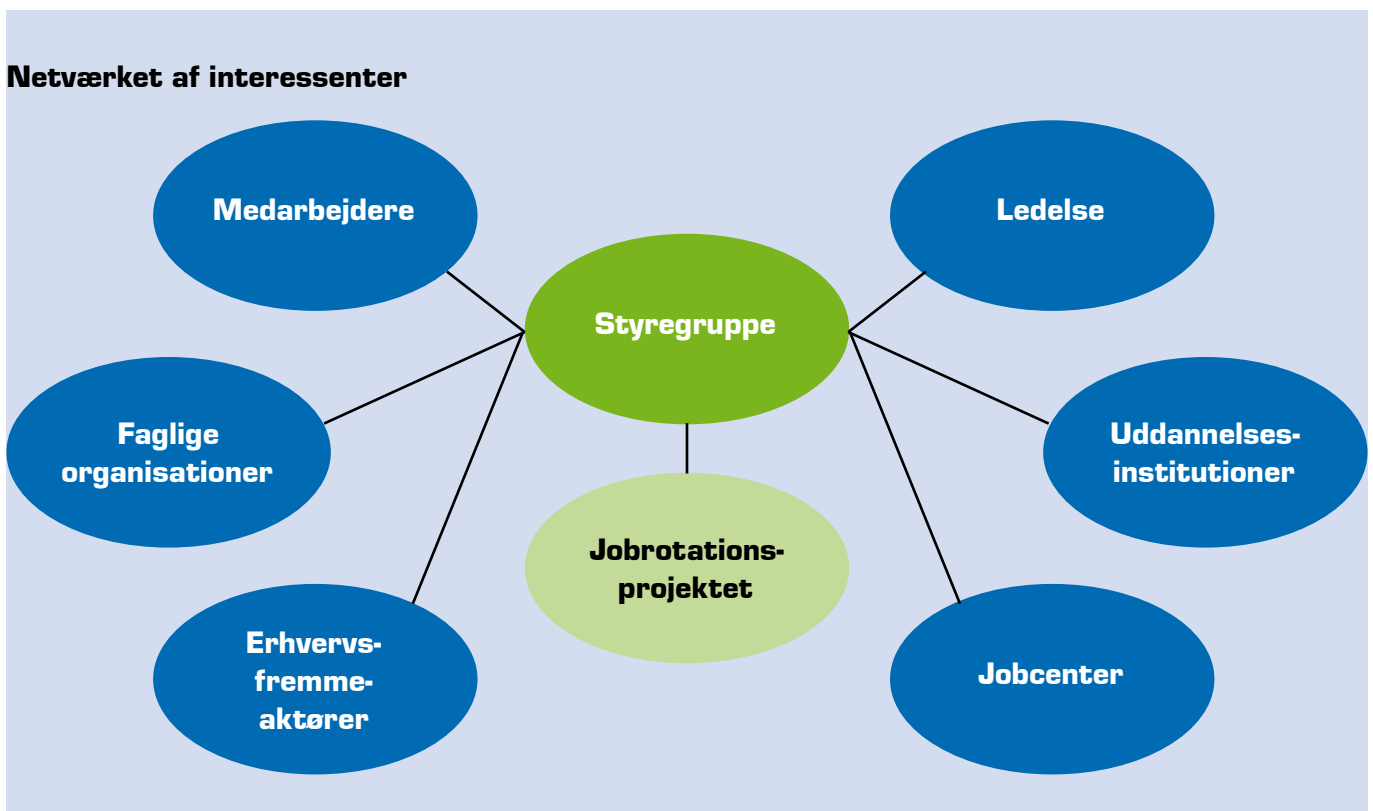 Netværket af interessenter
Medarbejdere
Ledelse
Styregruppe
Faglige
organisationer
Uddannelses-
institutioner
Jobrotations-
projektet
Erhvervs-
fremme-
aktører
Jobcenter